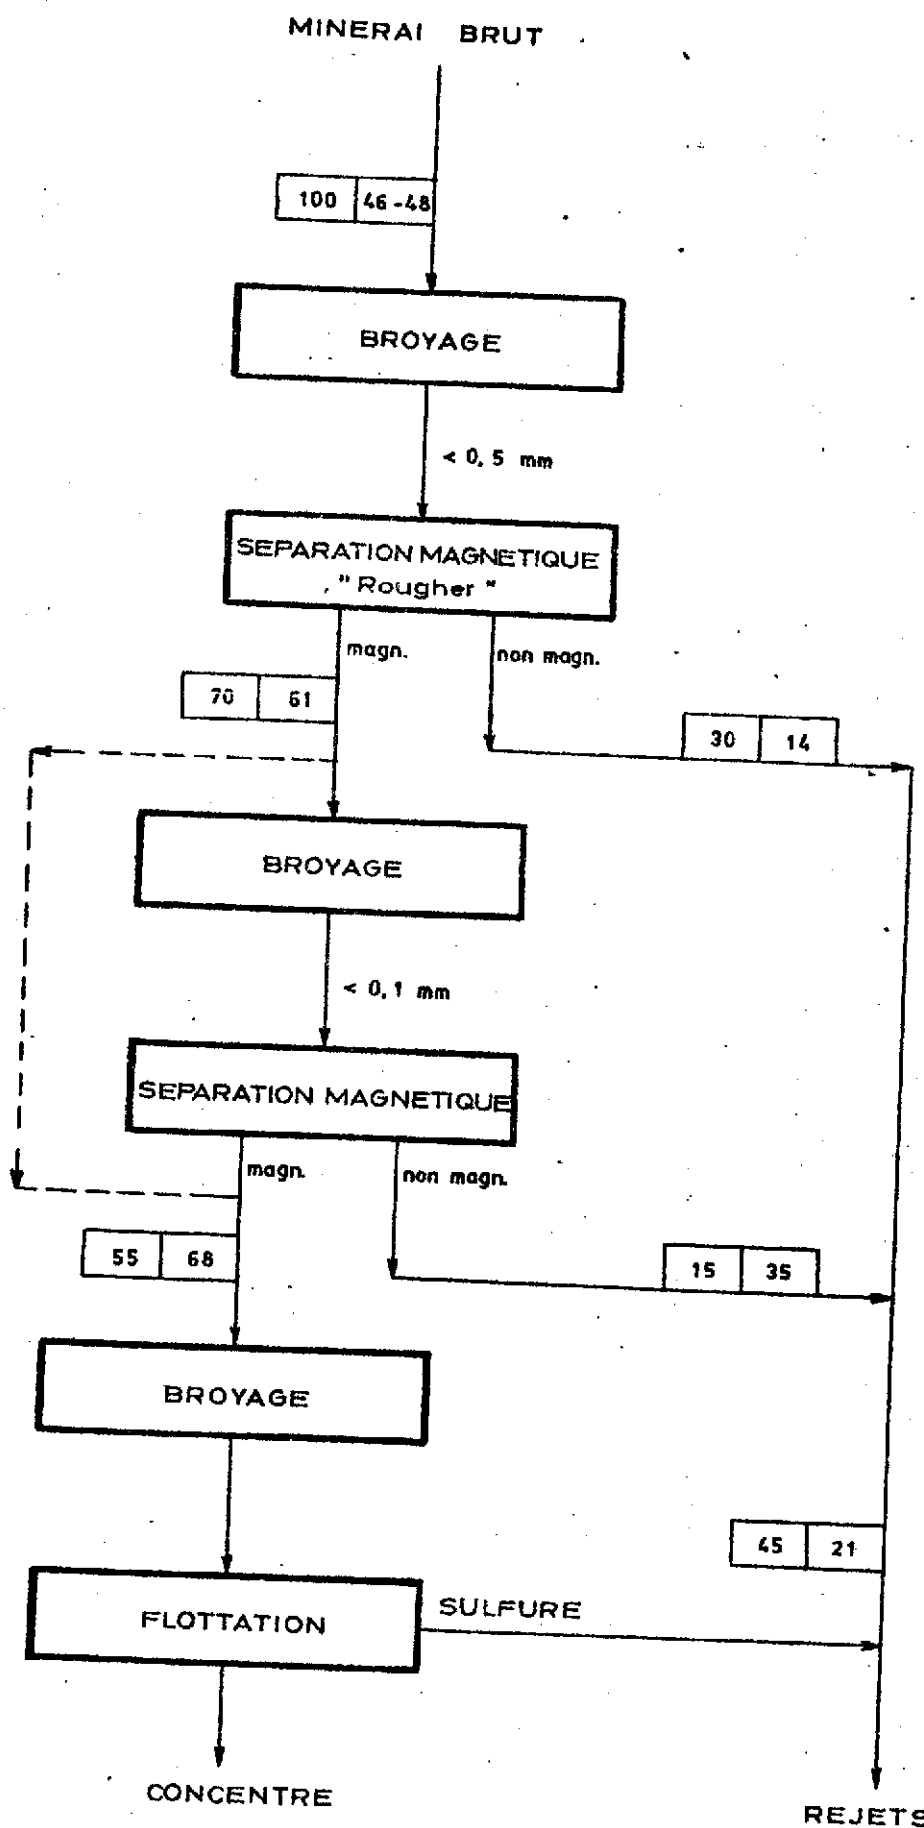 MINERAI BRUT
100 46-48
BROYAGE
< 0,5 mm
SEPARATION MAGNETIQUE
"Rougher"
magn.
non magn.
70 61
30 14
BROYAGE
< 0,1 mm
SEPARATION MAGNETIQUE
magn.
non magn.
55 68
15 35
BROYAGE
45 21
FLOTTATION
SULFURE
CONCENTRE
REJETS